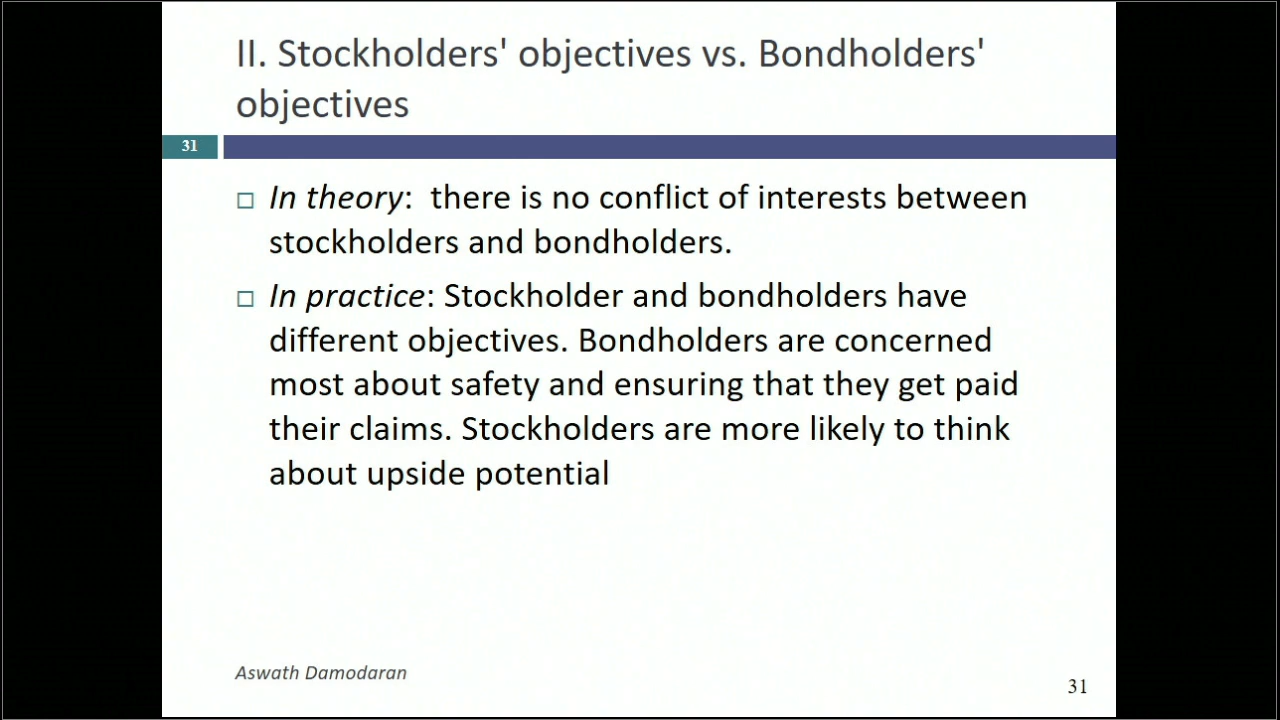 II. Stockholders' objectives vs. Bondholders'
objectives
31
In theory: there is no conflict of interests between
stockholders and bondholders.
In practice: Stockholder and bondholders have
different objectives. Bondholders are concerned
most about safety and ensuring that they get paid
their claims. Stockholders are more likely to think
about upside potential
Aswath Damodaran
31